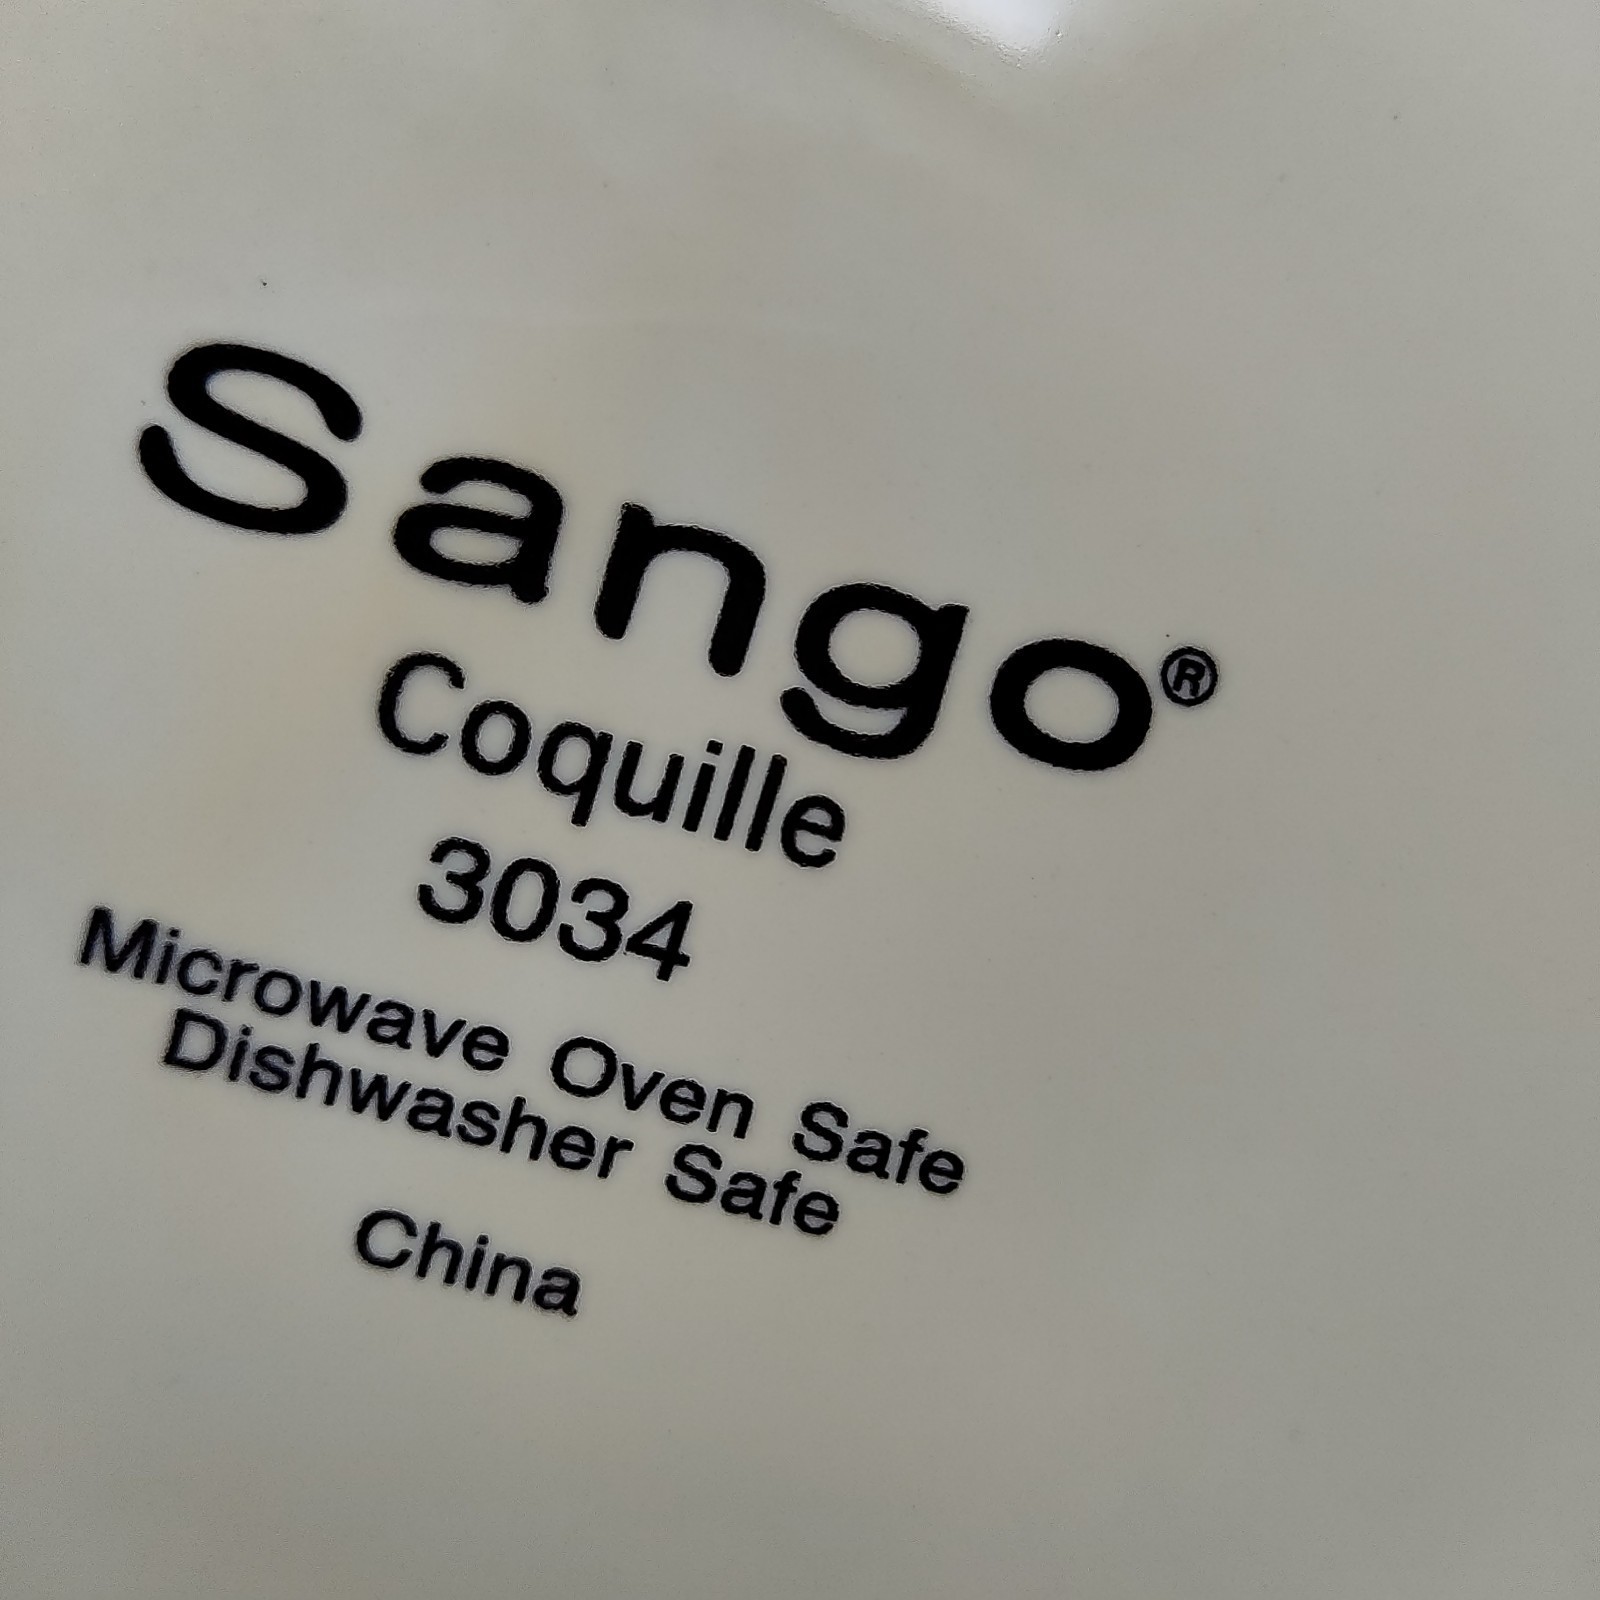 Sango®
Coquille
3034
Microwave Oven Safe
Dishwasher Safe
China